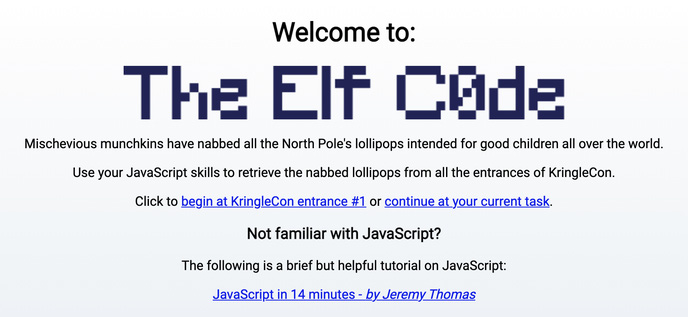 Welcome to:
The Elf C0de
Mischevious munchkins have nabbed all the North Pole's lollipops intended for good children all over the world.
Use your JavaScript skills to retrieve the nabbed lollipops from all the entrances of KringleCon.
Click to begin at KringleCon entrance #1 or continue at your current task.
Not familiar with JavaScript?
The following is a brief but helpful tutorial on JavaScript:
JavaScript in 14 minutes - by Jeremy Thomas